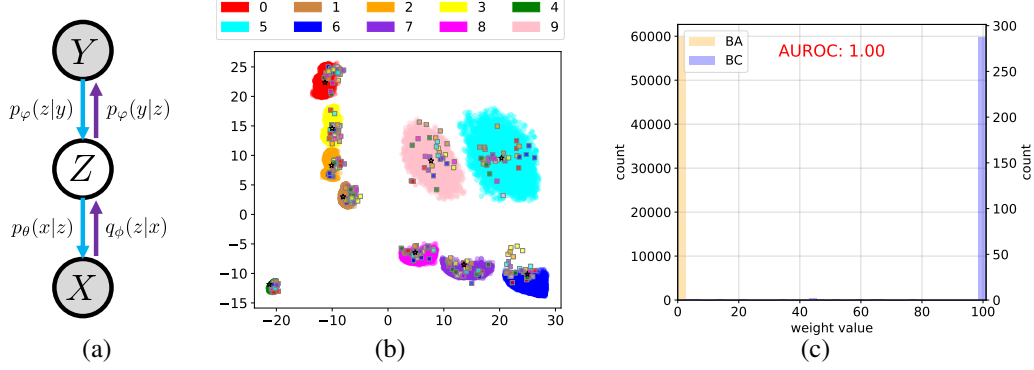 Y
p_φ(z|y) p_φ(y|z)
Z
p_θ(x|z) q_ϕ(z|x)
X
(a)
0 1 2 3 4
5 6 7 8 9
25
20
15
10
5
0
−5
−10
−15
−20 −10 0 10 20 30
(b)
BA
BC
AUROC: 1.00
60000
50000
40000
30000
20000
10000
0
count
300
250
200
150
100
50
0
count
0 20 40 60 80 100
weight value
(c)